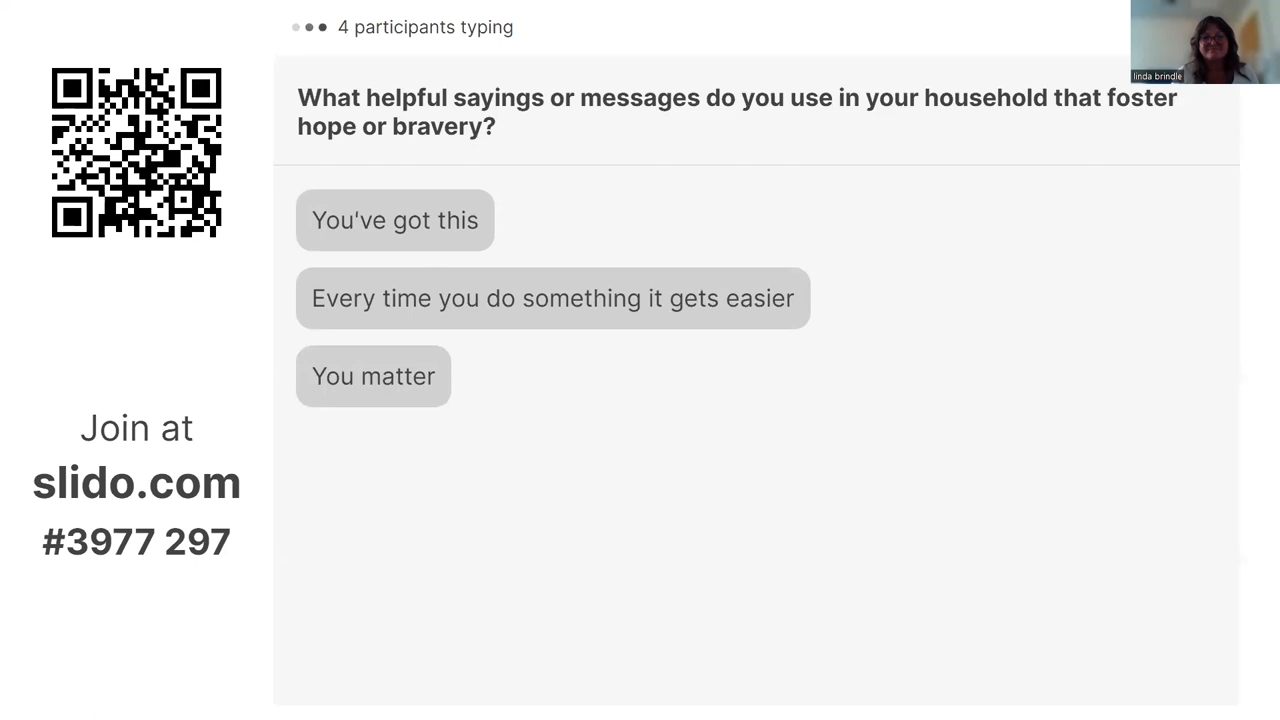 4 participants typing
linda brindle
What helpful sayings or messages do you use in your household that foster
hope or bravery?
You've got this
Every time you do something it gets easier
You matter
Join at
slido.com
#3977 297